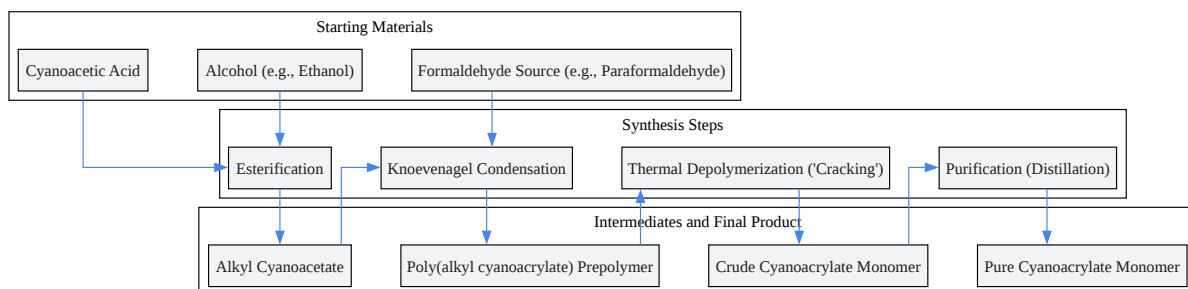 Starting Materials
Cyanoacetic Acid
Alcohol (e.g., Ethanol)
Formaldehyde Source (e.g., Paraformaldehyde)
Synthesis Steps
Esterification
Knoevenagel Condensation
Thermal Depolymerization ('Cracking')
Purification (Distillation)
Intermediates and Final Product
Alkyl Cyanoacetate
Poly(alkyl cyanoacrylate) Prepolymer
Crude Cyanoacrylate Monomer
Pure Cyanoacrylate Monomer